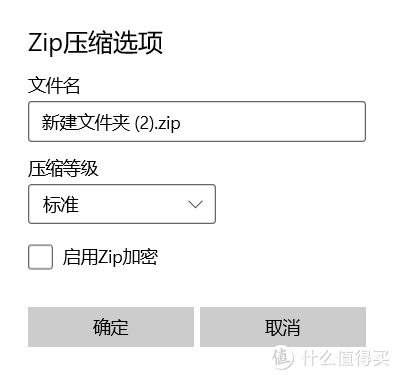 Zip压缩选项
文件名
新建文件夹 (2).zip
压缩等级
标准
启用Zip加密
确定
取消
值 什么值得买